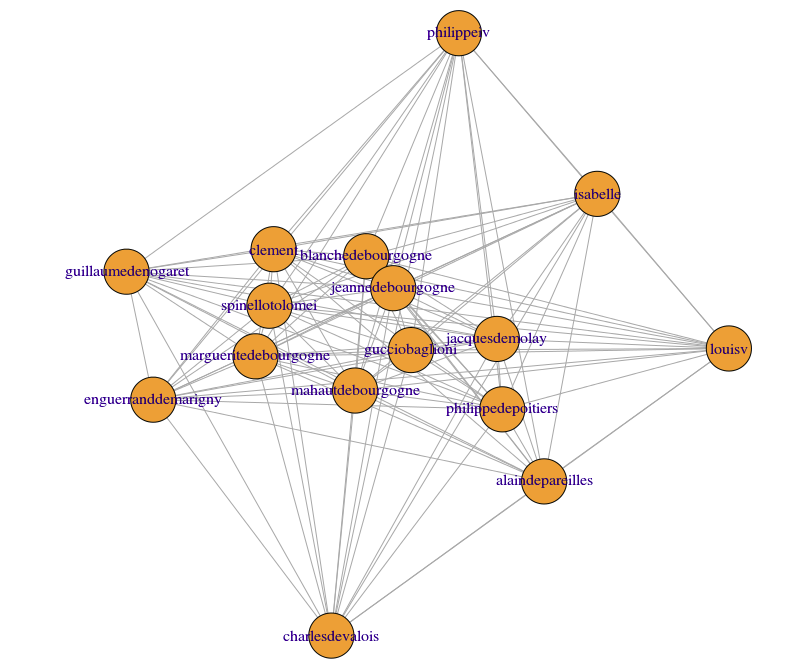 philippeiv
isabelle
clement
blanchedebourgogne
guillaumedenogaret
jeannedebourgogne
spinellotolomei
jacquesdemolay
gucciobaglioni
louisv
margueritedebourgogne
mahautdebourgogne
enguerranddemarigny
philippedepoitiers
alaindepareilles
charlesdevalois